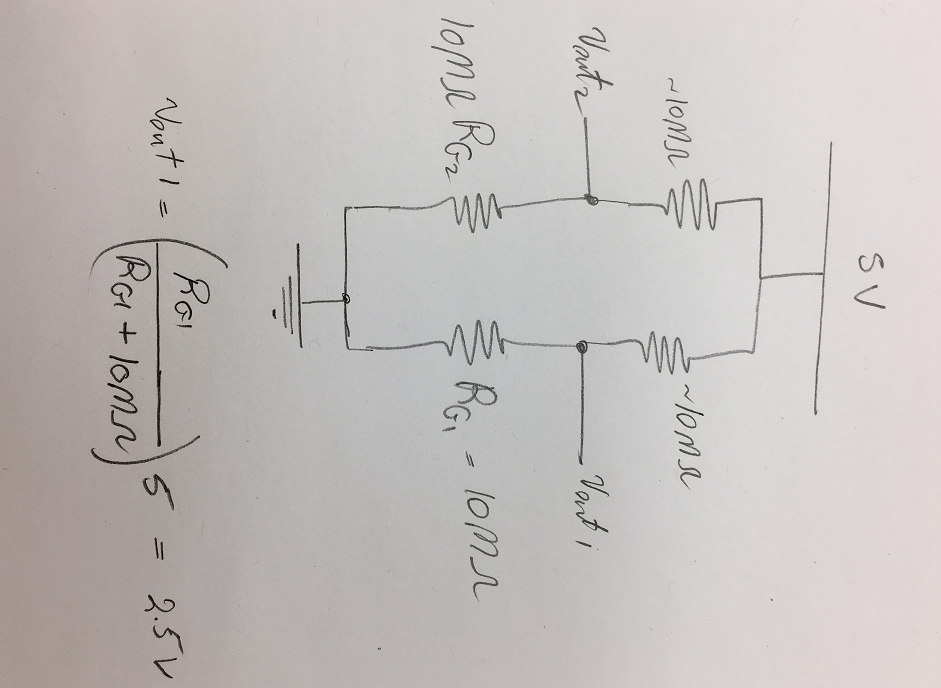 5V
~10MΩ
~10MΩ
Vout2
Vout1
10MΩ RG2
RG1 = 10MΩ
Vout1 = (RG1 / RG1 + 10MΩ) 5 = 2.5V